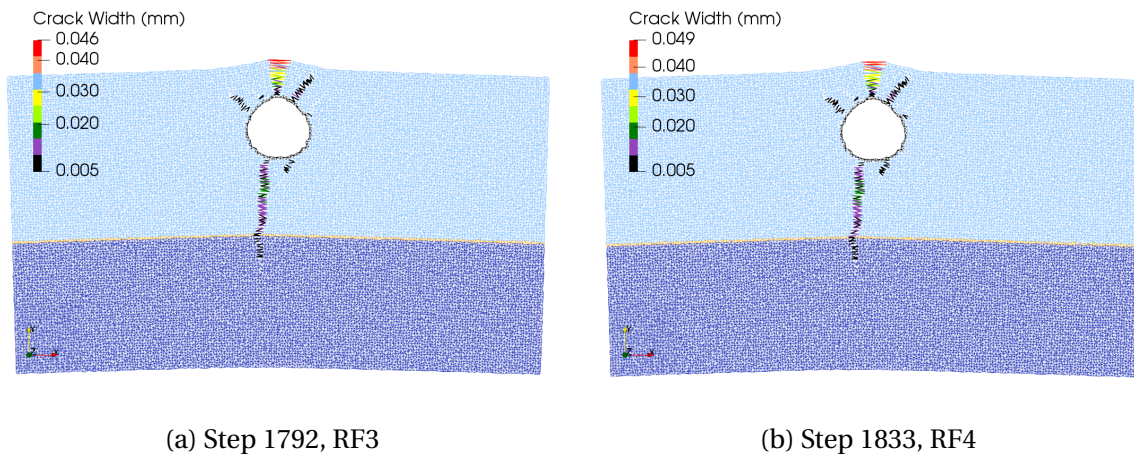 Crack Width (mm)
0.046
0.040
0.030
0.020
0.005
Y
Z
X
(a) Step 1792, RF3
Crack Width (mm)
0.049
0.040
0.030
0.020
0.005
Y
Z
X
(b) Step 1833, RF4